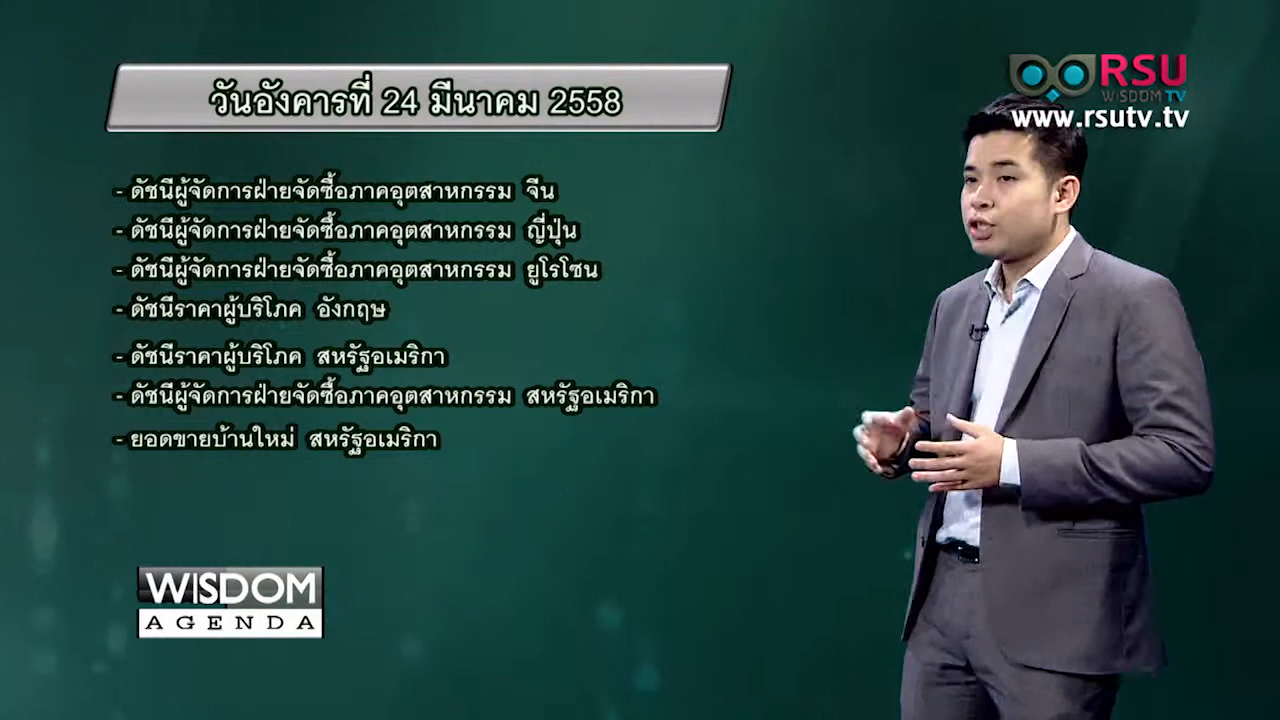 วันอังคารที่ 24 มีนาคม 2558
RSU
WISDOM TV
www.rsutv.tv
- ดัชนีผู้จัดการฝ่ายจัดซื้อภาคอุตสาหกรรม จีน
- ดัชนีผู้จัดการฝ่ายจัดซื้อภาคอุตสาหกรรม ญี่ปุ่น
- ดัชนีผู้จัดการฝ่ายจัดซื้อภาคอุตสาหกรรม ยูโรโซน
- ดัชนีราคาผู้บริโภค อังกฤษ
- ดัชนีราคาผู้บริโภค สหรัฐอเมริกา
- ดัชนีผู้จัดการฝ่ายจัดซื้อภาคอุตสาหกรรม สหรัฐอเมริกา
- ยอดขายบ้านใหม่ สหรัฐอเมริกา
WISDOM
AGENDA